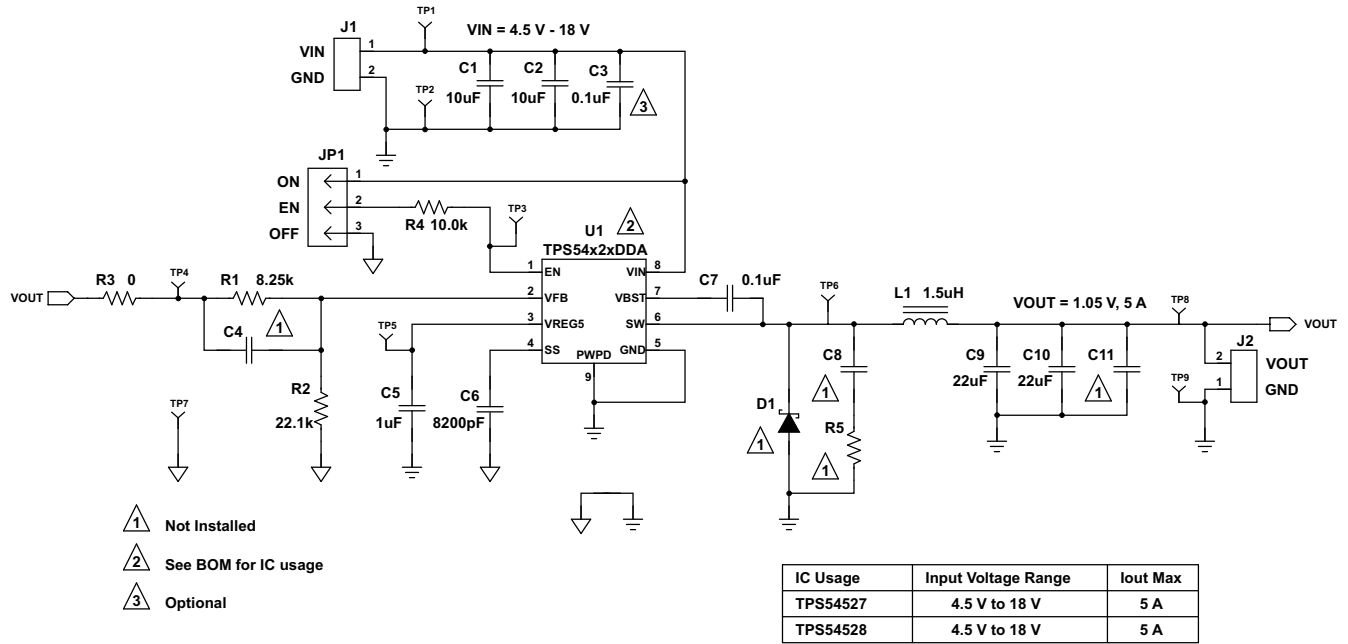 TP1
J1
VIN = 4.5 V - 18 V
VIN
1
GND
2
C1
C2
C3
TP2
10uF
10uF
0.1uF
3
JP1
ON
1
EN
2
OFF
3
R4 10.0k
TP3
U1
2
TPS54x2xDDA
1
EN
VIN
8
2
VFB
VBST
7
3
VREG5
SW
6
4
SS
GND
5
PWPD
9
C7
0.1uF
R3 0
TP4
R1 8.25k
VOUT
C4
1
TP5
TP6
L1 1.5uH
VOUT = 1.05 V, 5 A
TP8
VOUT
R2
22.1k
C5
1uF
C6
8200pF
TP7
D1
1
C8
1
R5
1
C9
22uF
C10
22uF
C11
1
TP9
J2
2
VOUT
1
GND
1 Not Installed
2 See BOM for IC usage
3 Optional
IC Usage Input Voltage Range Iout Max
TPS54527 4.5 V to 18 V 5 A
TPS54528 4.5 V to 18 V 5 A